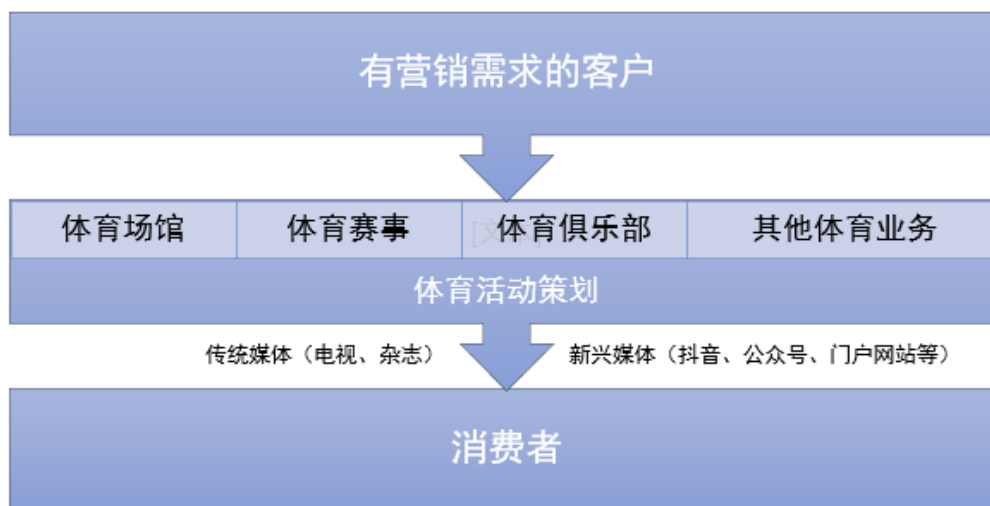 有营销需求的客户
体育场馆 体育赛事 体育俱乐部 其他体育业务
体育活动策划
传统媒体（电视、杂志） 新兴媒体（抖音、公众号、门户网站等）
消费者